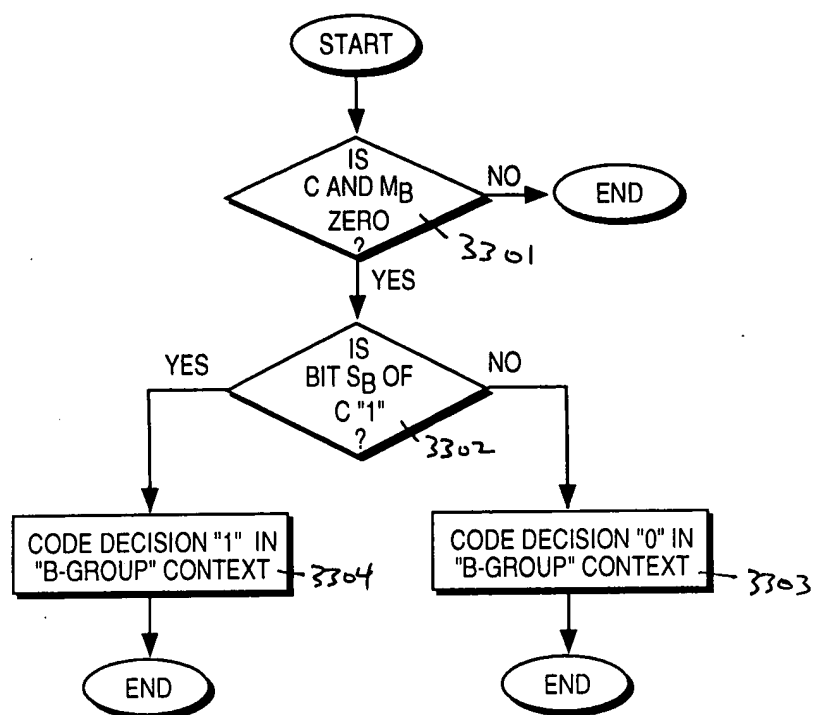 START
IS
C AND MB
ZERO
?
NO
END
3301
YES
IS
BIT SB OF
C "1"
?
YES
NO
3302
CODE DECISION "1" IN
"B-GROUP" CONTEXT
3304
CODE DECISION "0" IN
"B-GROUP" CONTEXT
3303
END
END